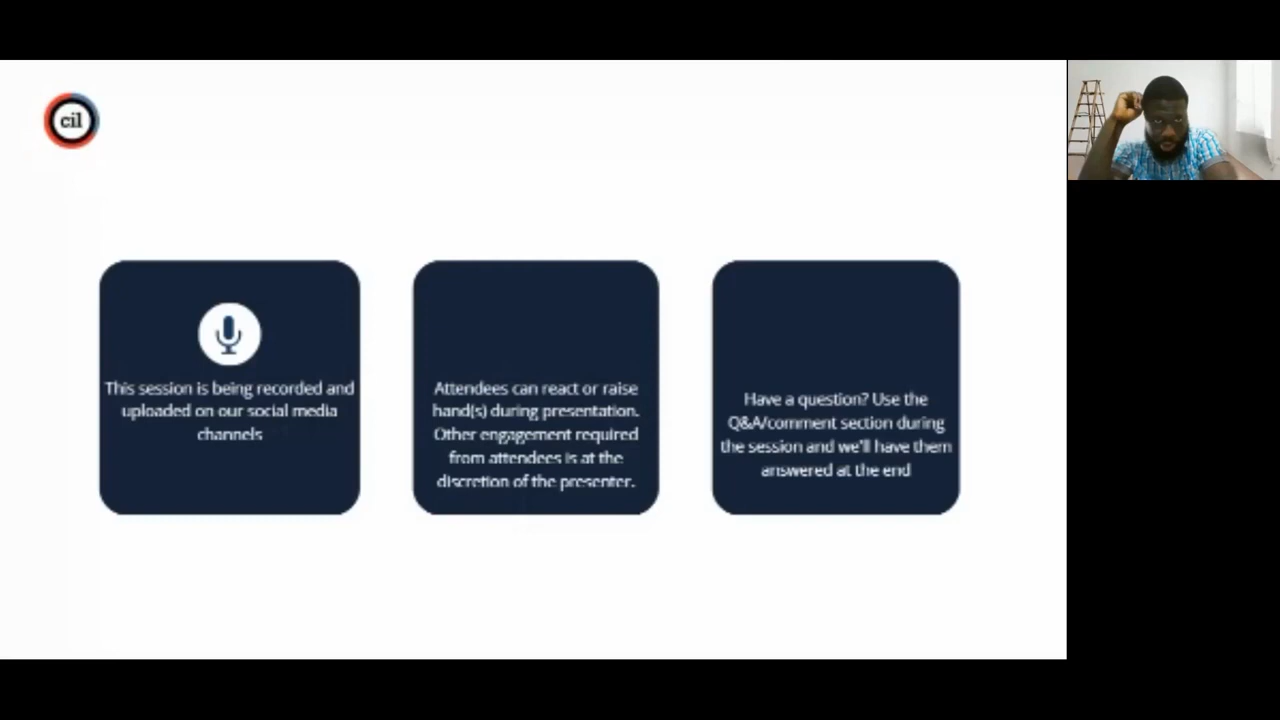 cil
This session is being recorded and
uploaded on our social media
channels
Attendees can react or raise
hand(s) during presentation.
Other engagement required
from attendees is at the
discretion of the presenter.
Have a question? Use the
Q&A/comment section during
the session and we'll have them
answered at the end